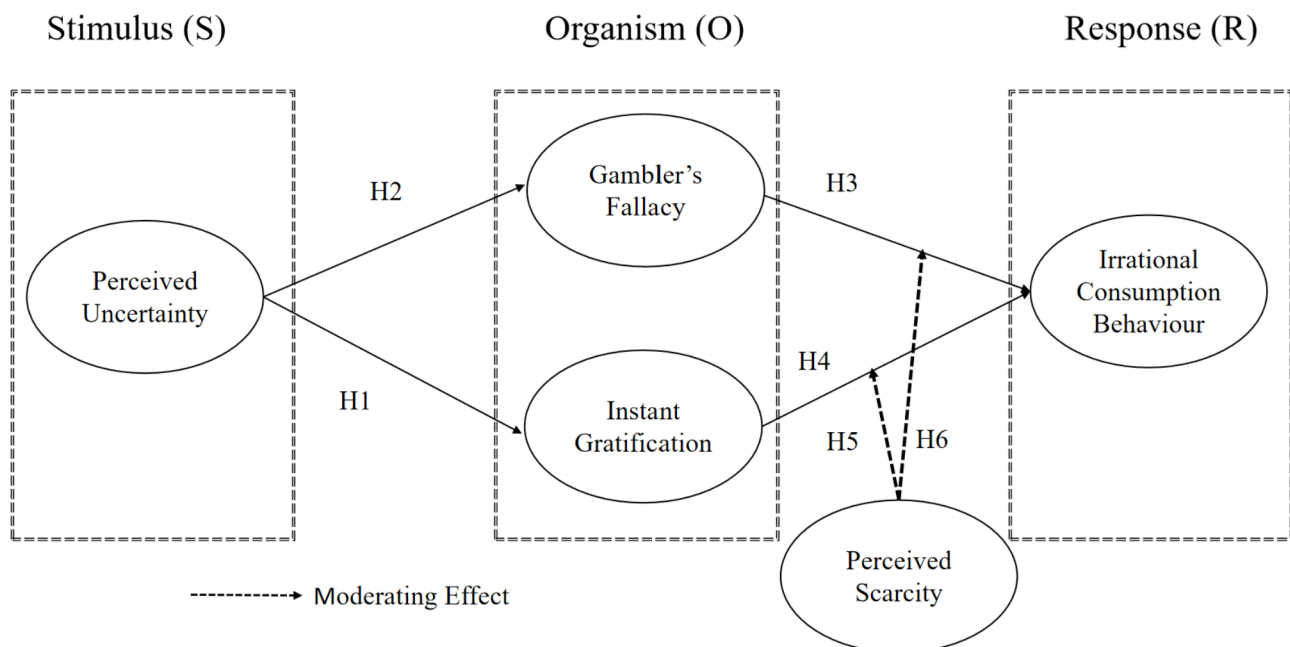 Stimulus (S)
Organism (O)
Response (R)
Gambler’s
Fallacy
H2
H3
Perceived
Uncertainty
Irrational
Consumption
Behaviour
H1
H4
Instant
Gratification
H5
H6
Perceived
Scarcity
Moderating Effect